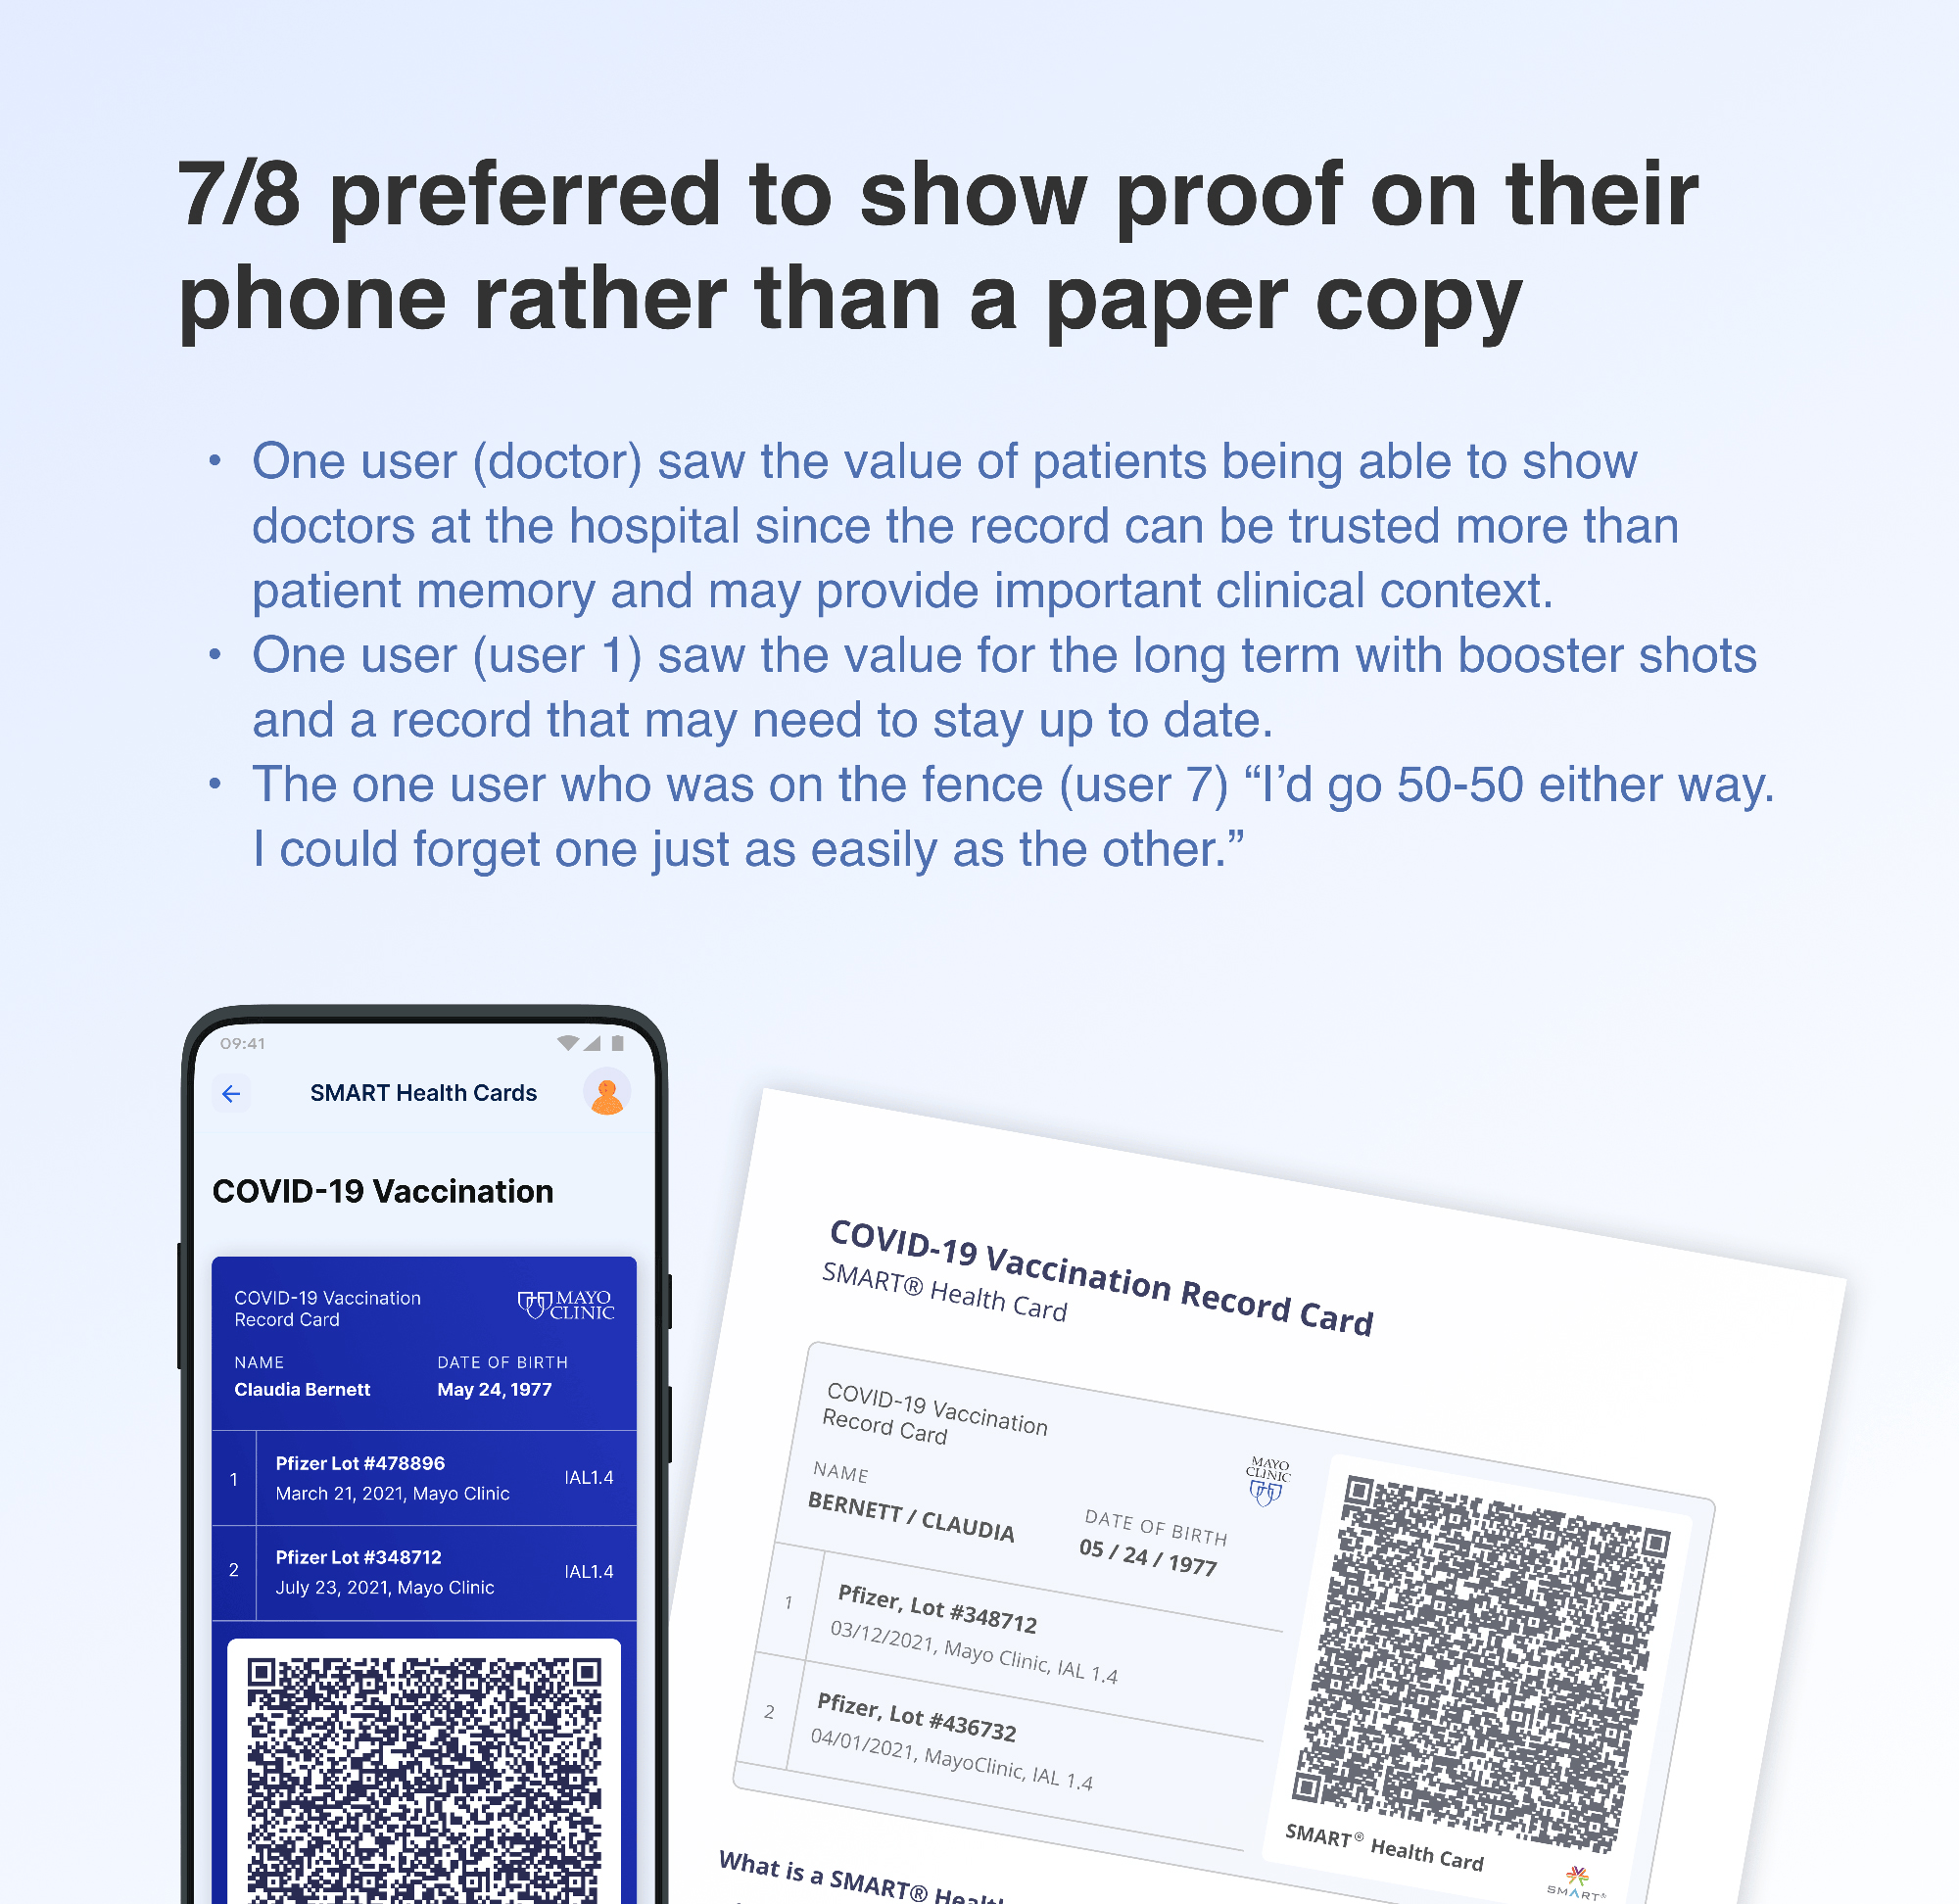 7/8 preferred to show proof on their
phone rather than a paper copy
• One user (doctor) saw the value of patients being able to show
doctors at the hospital since the record can be trusted more than
patient memory and may provide important clinical context.
• One user (user 1) saw the value for the long term with booster shots
and a record that may need to stay up to date.
• The one user who was on the fence (user 7) “I’d go 50-50 either way.
I could forget one just as easily as the other.”
09:41
SMART Health Cards
COVID-19 Vaccination
COVID-19 Vaccination
Record Card
MAYO
CLINIC
NAME
Claudia Bernett
DATE OF BIRTH
May 24, 1977
1
Pfizer Lot #478896
March 21, 2021, Mayo Clinic
IAL1.4
2
Pfizer Lot #348712
July 23, 2021, Mayo Clinic
IAL1.4
COVID-19 Vaccination Record Card
SMART® Health Card
COVID-19 Vaccination
Record Card
MAYO
CLINIC
NAME
BERNETT / CLAUDIA
DATE OF BIRTH
05 / 24 / 1977
1
Pfizer, Lot #348712
03/12/2021, Mayo Clinic, IAL 1.4
2
Pfizer, Lot #436732
04/01/2021, MayoClinic, IAL 1.4
SMART® Health Card
SMART®
What is a SMART®